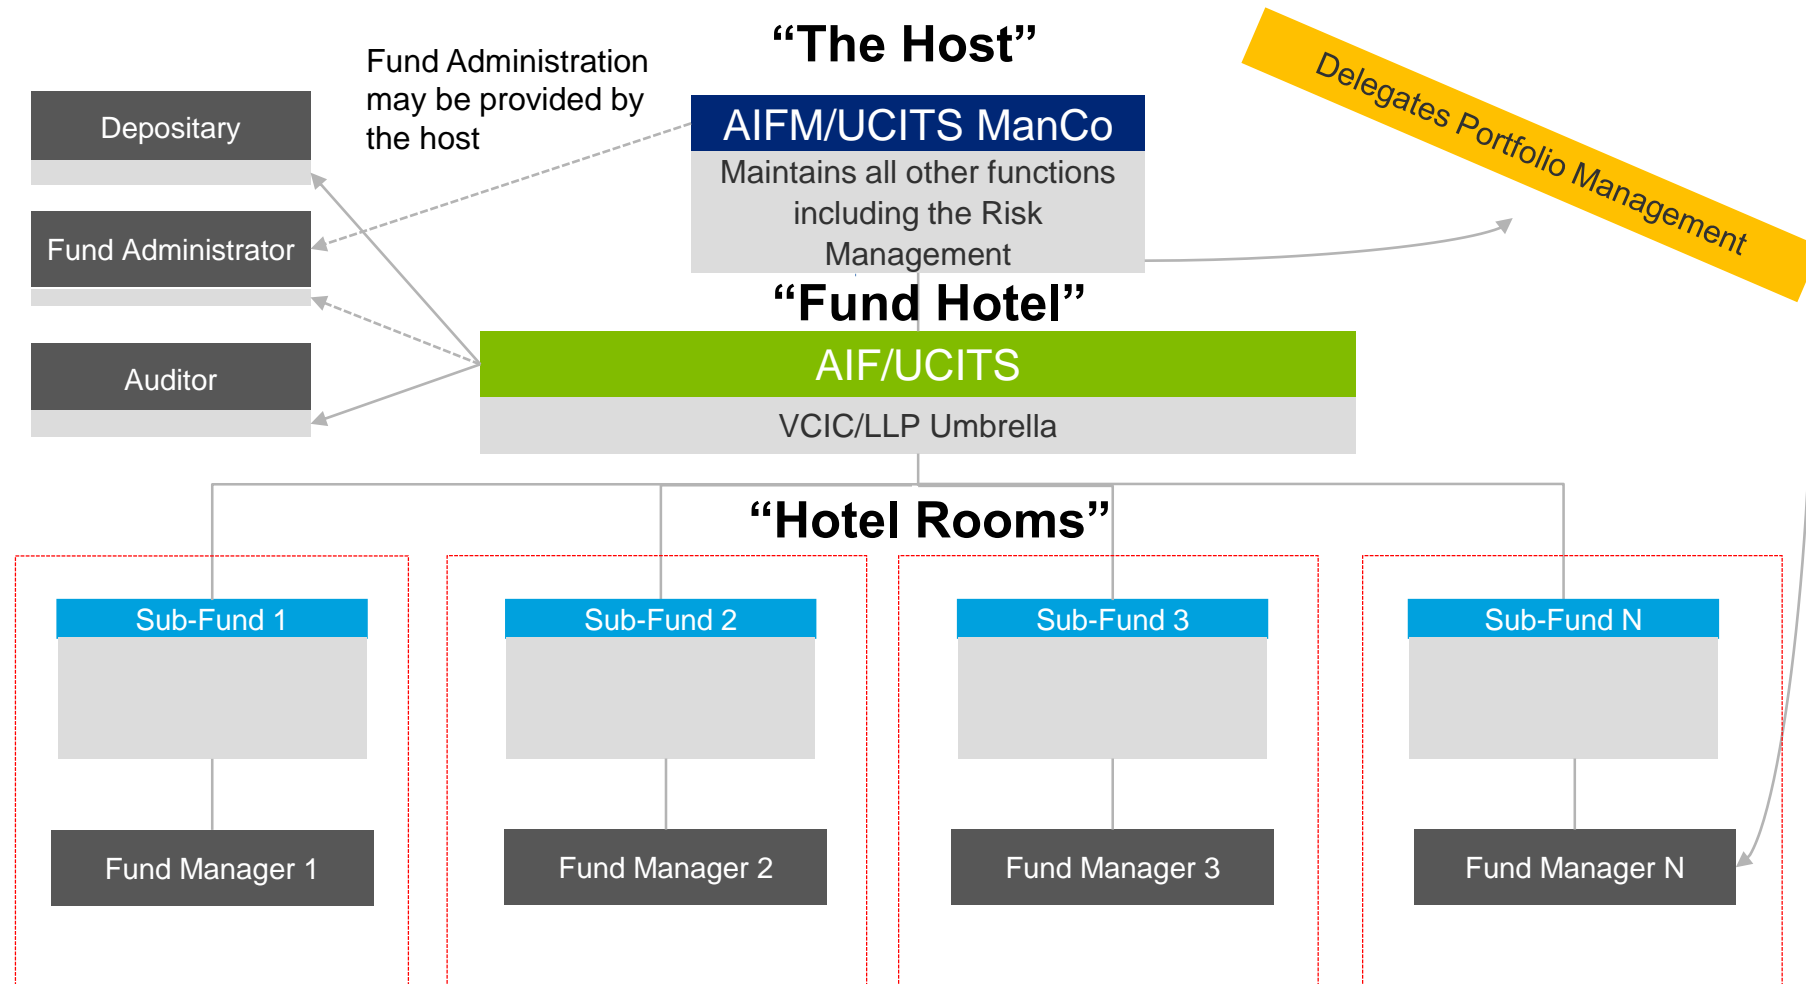 “The Host”
Fund Administration
may be provided by
the host
Delegates Portfolio Management
Depositary
AIFM/UCITS ManCo
Maintains all other functions
including the Risk
Management
Fund Administrator
“Fund Hotel”
Auditor
AIF/UCITS
VCIC/LLP Umbrella
“Hotel Rooms”
Sub-Fund 1
Sub-Fund 2
Sub-Fund 3
Sub-Fund N
Fund Manager 1
Fund Manager 2
Fund Manager 3
Fund Manager N